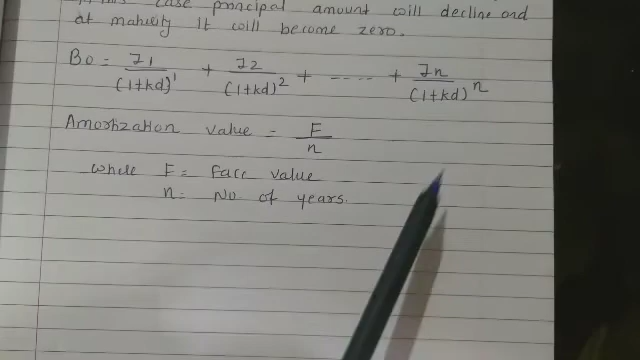 In this case principal amount will decline and
at maturity it will become zero.
B0 = I1/(1+kd)^1 + I2/(1+kd)^2 + ---- + In/(1+kd)^n
Amortization value = F/n
where F = Face value
n = No of years.